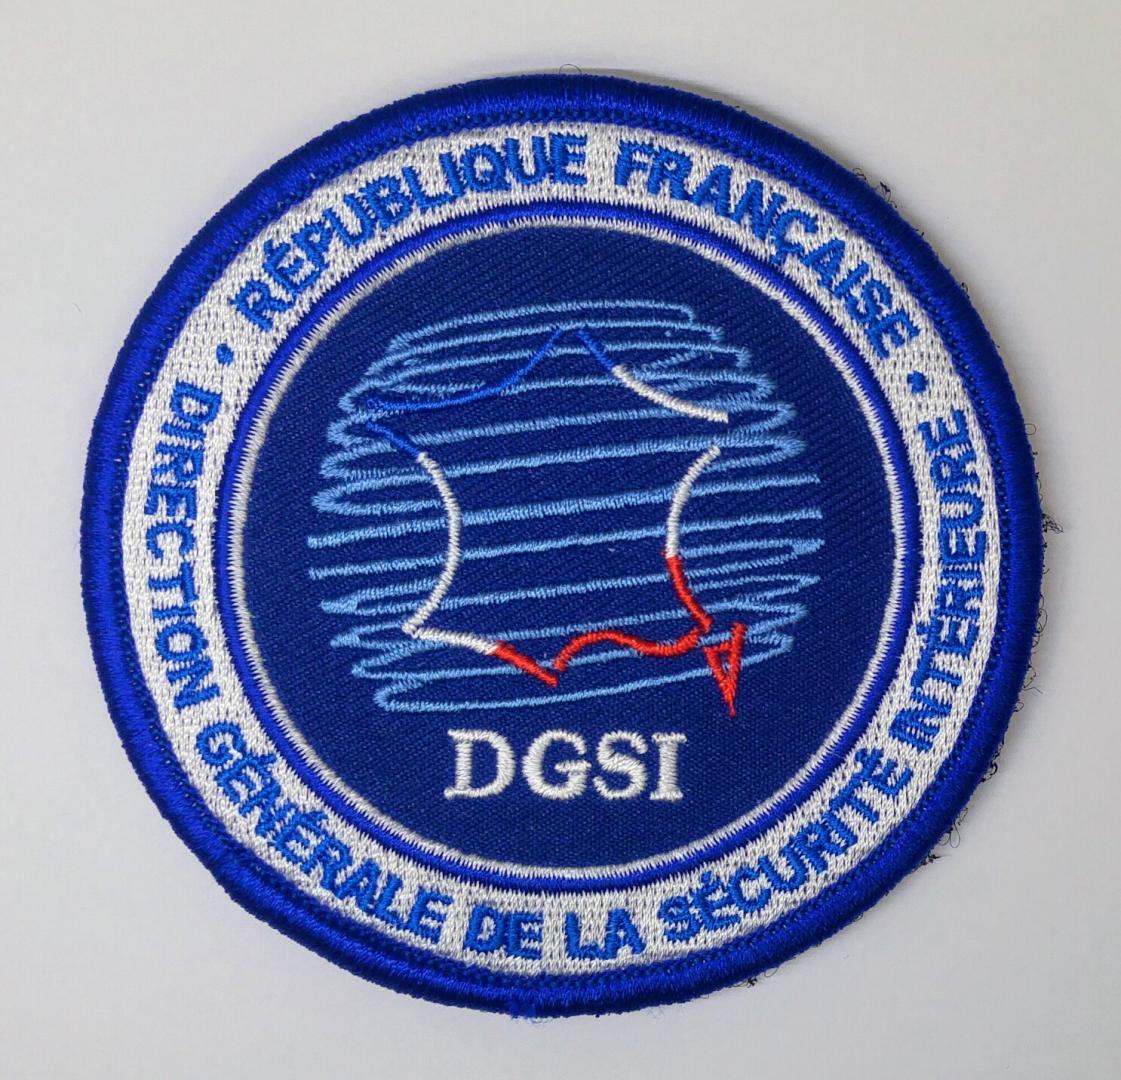 RÉPUBLIQUE FRANÇAISE
• DIRECTION GÉNÉRALE DE LA SÉCURITÉ INTÉRIEURE •
DGSI